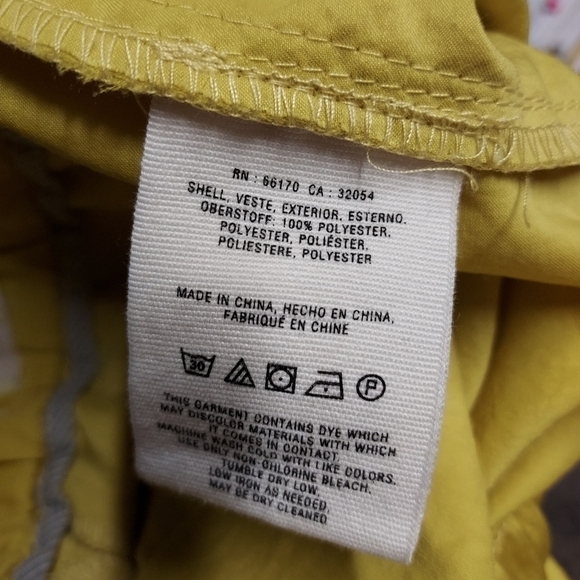 RN : 66170 CA : 32054
SHELL, VESTE, EXTERIOR, ESTERNO,
OBERSTOFF: 100% POLYESTER,
POLYESTER, POLIÉSTER,
POLIESTERE, POLYESTER
MADE IN CHINA, HECHO EN CHINA,
FABRIQUÉ EN CHINE
30 P
THIS GARMENT CONTAINS DYE WHICH
MAY DISCOLOR MATERIALS WITH WHICH
IT COMES IN CONTACT.
MACHINE WASH COLD WITH LIKE COLORS.
USE ONLY NON-CHLORINE BLEACH.
TUMBLE DRY LOW.
LOW IRON AS NEEDED.
MAY BE DRY CLEANED